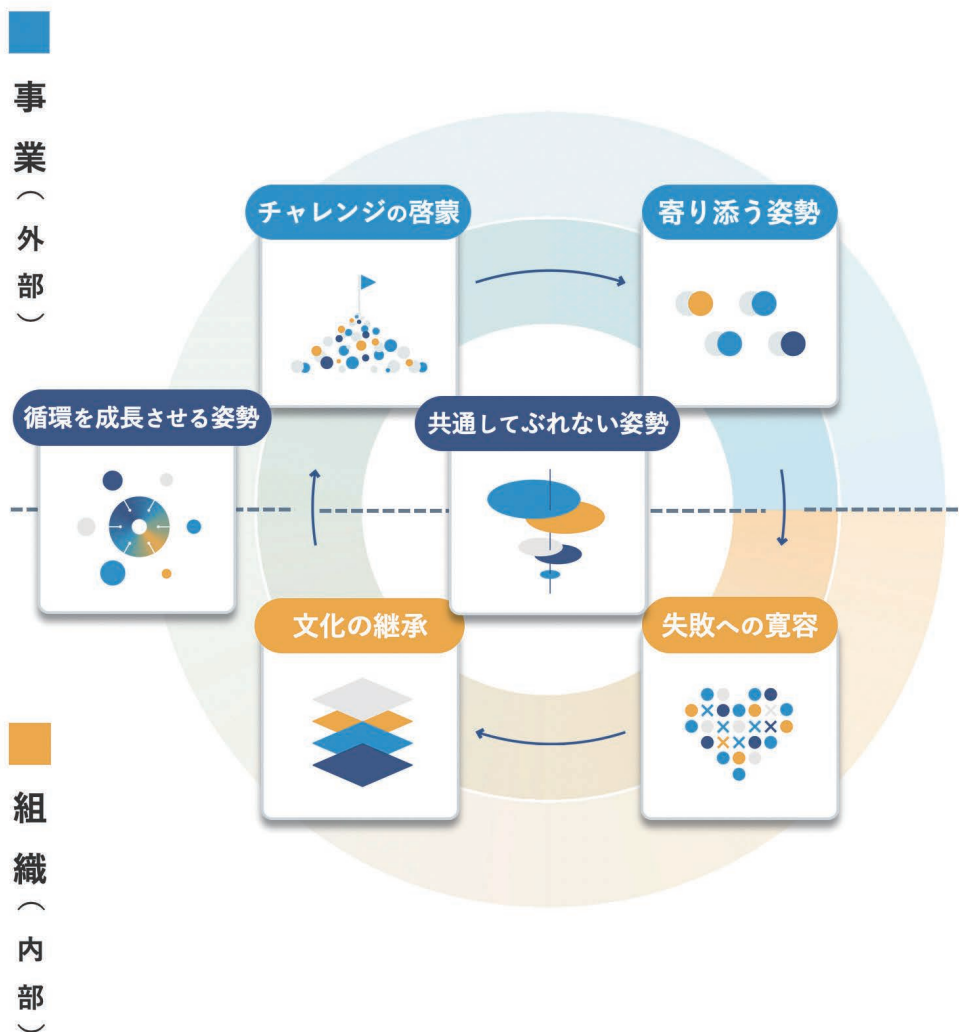 事業（外部）
チャレンジの啓蒙
寄り添う姿勢
循環を成長させる姿勢
共通してぶれない姿勢
文化の継承
失敗への寛容
組織（内部）